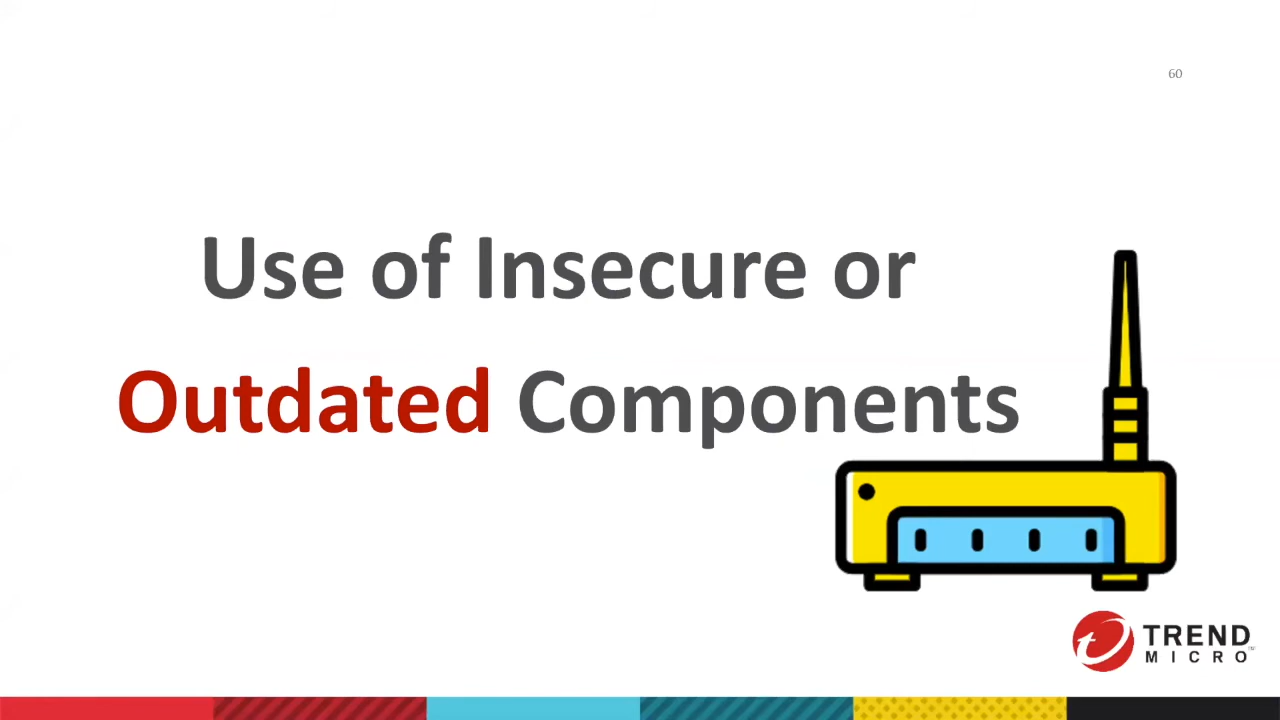 60
Use of Insecure or
Outdated Components
TREND
MICRO